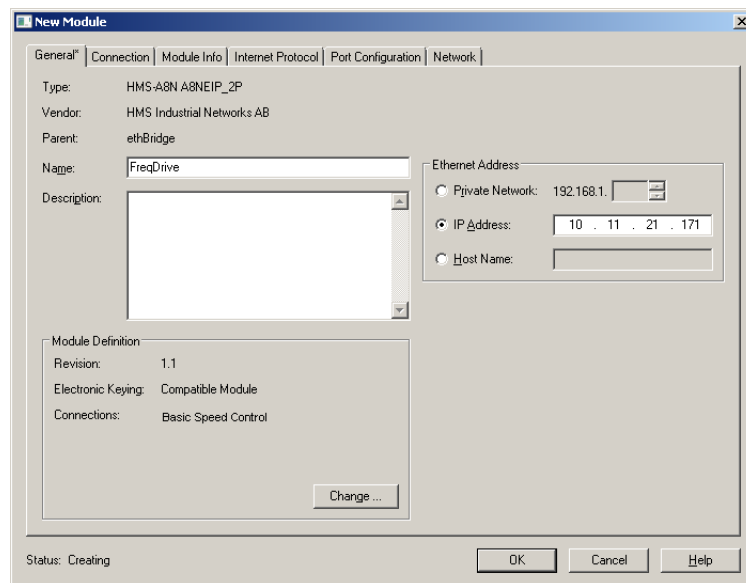 New Module
General* Connection Module Info Internet Protocol Port Configuration Network
Type: HMS-A8N A8NEIP_2P
Vendor: HMS Industrial Networks AB
Parent: ethBridge
Name: FreqDrive
Description:
Ethernet Address
Private Network: 192.168.1.
IP Address: 10 . 11 . 21 . 171
Host Name:
Module Definition
Revision: 1.1
Electronic Keying: Compatible Module
Connections: Basic Speed Control
Change ...
Status: Creating
OK Cancel Help